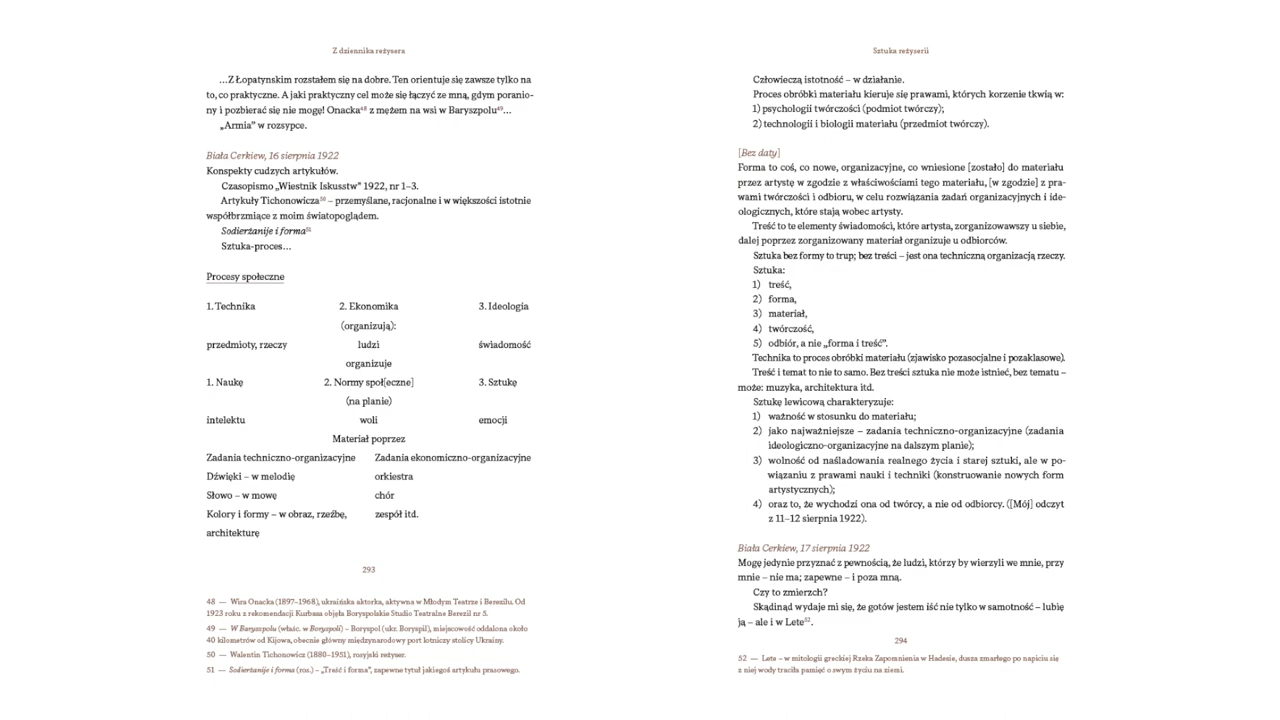 Z dziennika reżysera
…Z Łopatynskim rozstałem się na dobre. Ten orientuje się zawsze tylko na
to, co praktyczne. A jaki praktyczny cel może się łączyć ze mną, gdym poranio-
ny i pozbierać się nie mogę! Onacka48 z mężem na wsi w Baryszpolu49…
„Armia” w rozsypce.
Biała Cerkiew, 16 sierpnia 1922
Konspekty cudzych artykułów.
Czasopismo „Wiestnik Iskusstw” 1922, nr 1–3.
Artykuły Tichonowicza50 – przemyślane, racjonalne i w większości istotnie
współbrzmiące z moim światopoglądem.
Sodierżanije i forma51
Sztuka-proces…
Procesy społeczne
1. Technika 2. Ekonomika 3. Ideologia
(organizują):
przedmioty, rzeczy ludzi świadomość
organizuje
1. Naukę 2. Normy społ[eczne] 3. Sztukę
(na planie)
intelektu woli emocji
Materiał poprzez
Zadania techniczno-organizacyjne Zadania ekonomiczno-organizacyjne
Dźwięki – w melodię orkiestra
Słowo – w mowę chór
Kolory i formy – w obraz, rzeźbę, zespół itd.
architekturę
293
48 — Wira Onacka (1897–1968), ukraińska aktorka, aktywna w Młodym Teatrze i Berezilu. Od
1923 roku z rekomendacji Kurbasa objęła Boryspolskie Studio Teatralne Berezil nr 5.
49 — W Baryszpolu (właśc. w Boryspoli) – Boryspol (ukr. Boryspil), miejscowość oddalona około
40 kilometrów od Kijowa, obecnie główny międzynarodowy port lotniczy stolicy Ukrainy.
50 — Walentin Tichonowicz (1880–1951), rosyjski reżyser.
51 — Sodierżanije i forma (ros.) – „Treść i forma”, zapewne tytuł jakiegoś artykułu prasowego.
Sztuka reżyserii
Człowieczą istotność – w działanie.
Proces obróbki materiału kieruje się prawami, których korzenie tkwią w:
1) psychologii twórczości (podmiot twórczy);
2) technologii i biologii materiału (przedmiot twórczy).
[Bez daty]
Forma to coś, co nowe, organizacyjne, co wniesione [zostało] do materiału
przez artystę w zgodzie z właściwościami tego materiału, [w zgodzie] z pra-
wami twórczości i odbioru, w celu rozwiązania zadań organizacyjnych i ide-
ologicznych, które stają wobec artysty.
Treść to te elementy świadomości, które artysta, zorganizowawszy u siebie,
dalej poprzez zorganizowany materiał organizuje u odbiorców.
Sztuka bez formy to trup; bez treści – jest ona techniczną organizacją rzeczy.
Sztuka:
1) treść,
2) forma,
3) materiał,
4) twórczość,
5) odbiór, a nie „forma i treść”.
Technika to proces obróbki materiału (zjawisko pozasocjalne i pozaklasowe).
Treść i temat to nie to samo. Bez treści sztuka nie może istnieć, bez tematu –
może: muzyka, architektura itd.
Sztukę lewicową charakteryzuje:
1) ważność w stosunku do materiału;
2) jako najważniejsze – zadania techniczno-organizacyjne (zadania
ideologiczno-organizacyjne na dalszym planie);
3) wolność od naśladowania realnego życia i starej sztuki, ale w po-
wiązaniu z prawami nauki i techniki (konstruowanie nowych form
artystycznych);
4) oraz to, że wychodzi ona od twórcy, a nie od odbiorcy. ([Mój] odczyt
z 11–12 sierpnia 1922).
Biała Cerkiew, 17 sierpnia 1922
Mogę jedynie przyznać z pewnością, że ludzi, którzy by wierzyli we mnie, przy
mnie – nie ma; zapewne – i poza mną.
Czy to zmierzch?
Skądinąd wydaje mi się, że gotów jestem iść nie tylko w samotność – lubię
ją – ale i w Lete52.
294
52 — Lete – w mitologii greckiej Rzeka Zapomnienia w Hadesie, dusza zmarłego po napiciu się
z niej wody traciła pamięć o swym życiu na ziemi.